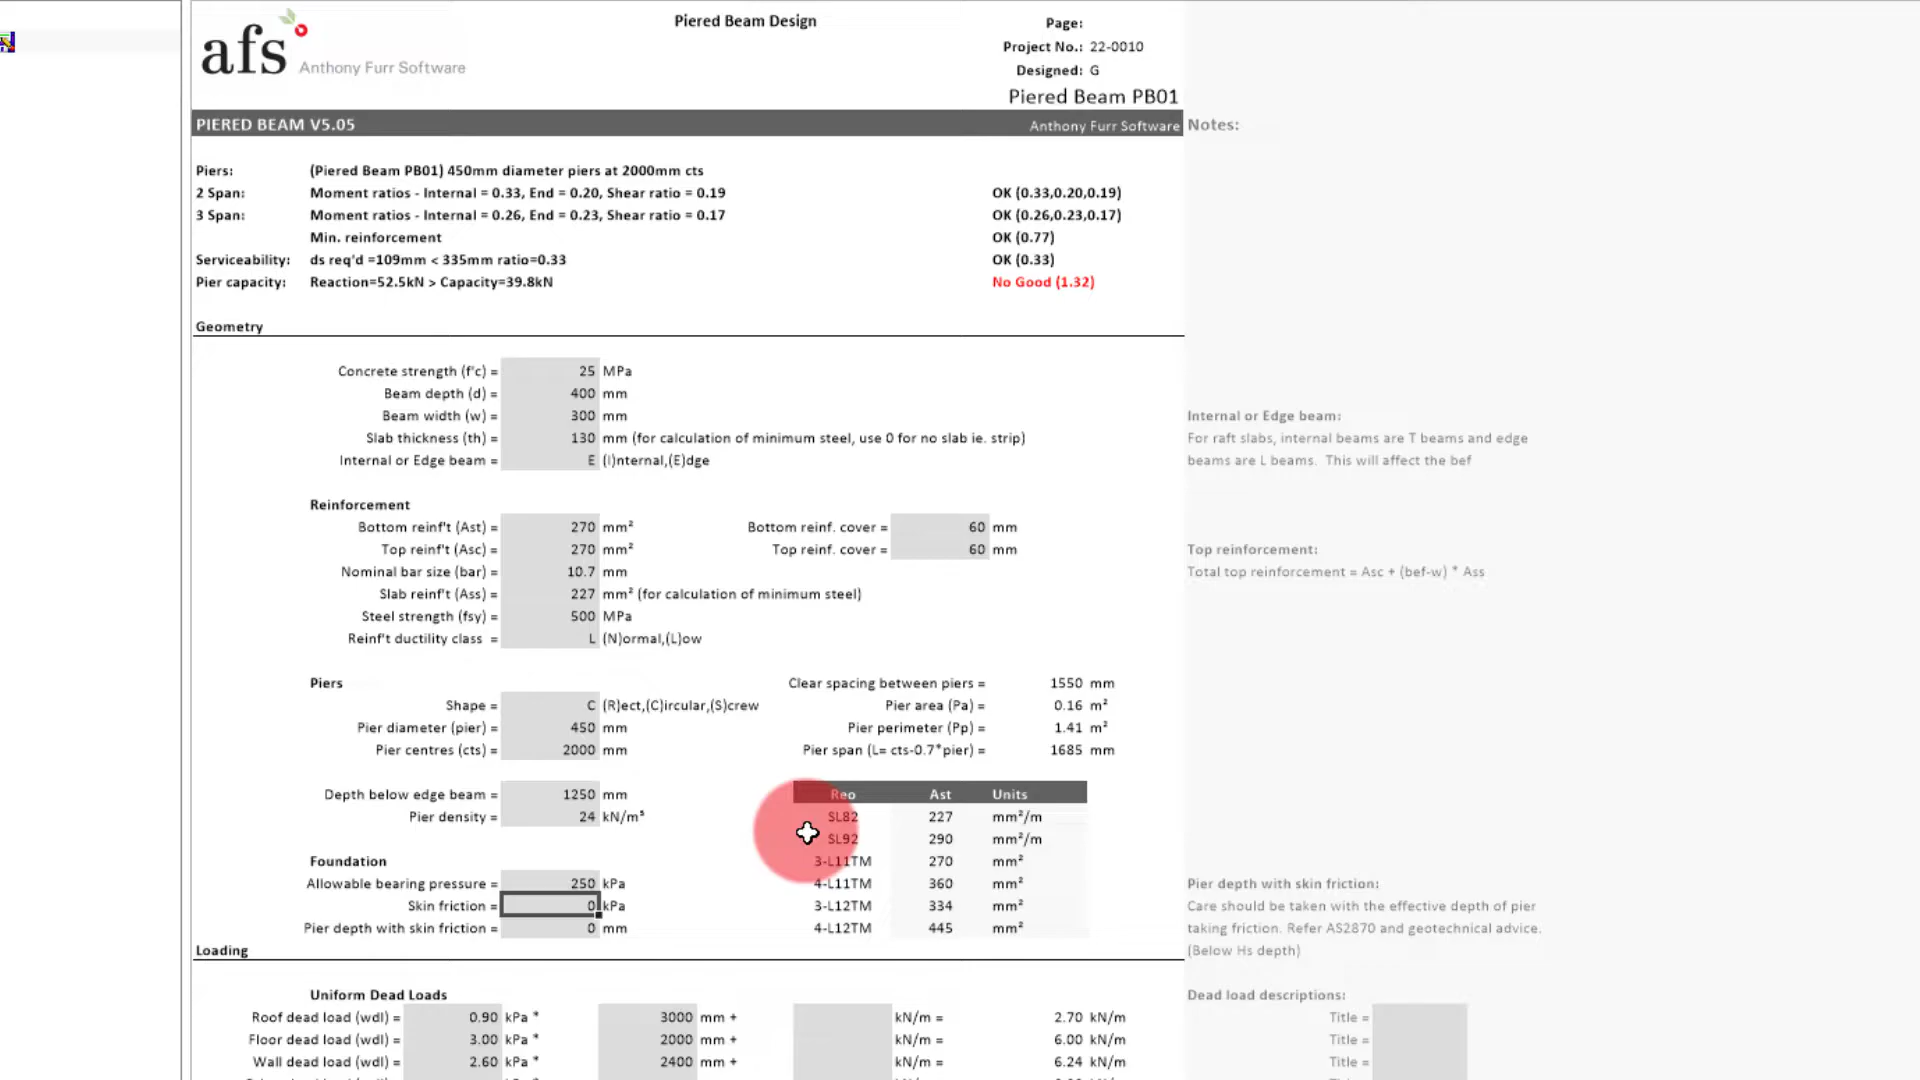 Piered Beam Design
Page:
Project No.: 22-0010
Designed: G
Piered Beam PB01
afs Anthony Furr Software
PIERED BEAM V5.05 Anthony Furr Software Notes:
Piers: (Piered Beam PB01) 450mm diameter piers at 2000mm cts
2 Span: Moment ratios - Internal = 0.33, End = 0.20, Shear ratio = 0.19 OK (0.33,0.20,0.19)
3 Span: Moment ratios - Internal = 0.26, End = 0.23, Shear ratio = 0.17 OK (0.26,0.23,0.17)
Min. reinforcement OK (0.77)
Serviceability: ds req'd =109mm < 335mm ratio=0.33 OK (0.33)
Pier capacity: Reaction=52.5kN > Capacity=39.8kN No Good (1.32)
Geometry
Concrete strength (f'c) = 25 MPa
Beam depth (d) = 400 mm
Beam width (w) = 300 mm Internal or Edge beam:
Slab thickness (th) = 130 mm (for calculation of minimum steel, use 0 for no slab ie. strip) For raft slabs, internal beams are T beams and edge
Internal or Edge beam = E (I)nternal,(E)dge beams are L beams. This will affect the bef
Reinforcement
Bottom reinf't (Ast) = 270 mm² Bottom reinf. cover = 60 mm
Top reinf't (Asc) = 270 mm² Top reinf. cover = 60 mm Top reinforcement:
Nominal bar size (bar) = 10.7 mm Total top reinforcement = Asc + (bef-w) * Ass
Slab reinf't (Ass) = 227 mm² (for calculation of minimum steel)
Steel strength (fsy) = 500 MPa
Reinf't ductility class = L (N)ormal,(L)ow
Piers Clear spacing between piers = 1550 mm
Shape = C (R)ect,(C)ircular,(S)crew Pier area (Pa) = 0.16 m²
Pier diameter (pier) = 450 mm Pier perimeter (Pp) = 1.41 m²
Pier centres (cts) = 2000 mm Pier span (L= cts-0.7*pier) = 1685 mm
Depth below edge beam = 1250 mm Reo Ast Units
Pier density = 24 kN/m³ SL82 227 mm²/m
SL92 290 mm²/m
Foundation 3-L11TM 270 mm²
Allowable bearing pressure = 250 kPa 4-L11TM 360 mm² Pier depth with skin friction:
Skin friction = 0 kPa 3-L12TM 334 mm² Care should be taken with the effective depth of pier
Pier depth with skin friction = 0 mm 4-L12TM 445 mm² taking friction. Refer AS2870 and geotechnical advice.
Loading (Below Hs depth)
Uniform Dead Loads Dead load descriptions:
Roof dead load (wdl) = 0.90 kPa * 3000 mm + kN/m = 2.70 kN/m Title =
Floor dead load (wdl) = 3.00 kPa * 2000 mm + kN/m = 6.00 kN/m Title =
Wall dead load (wdl) = 2.60 kPa * 2400 mm + kN/m = 6.24 kN/m Title =